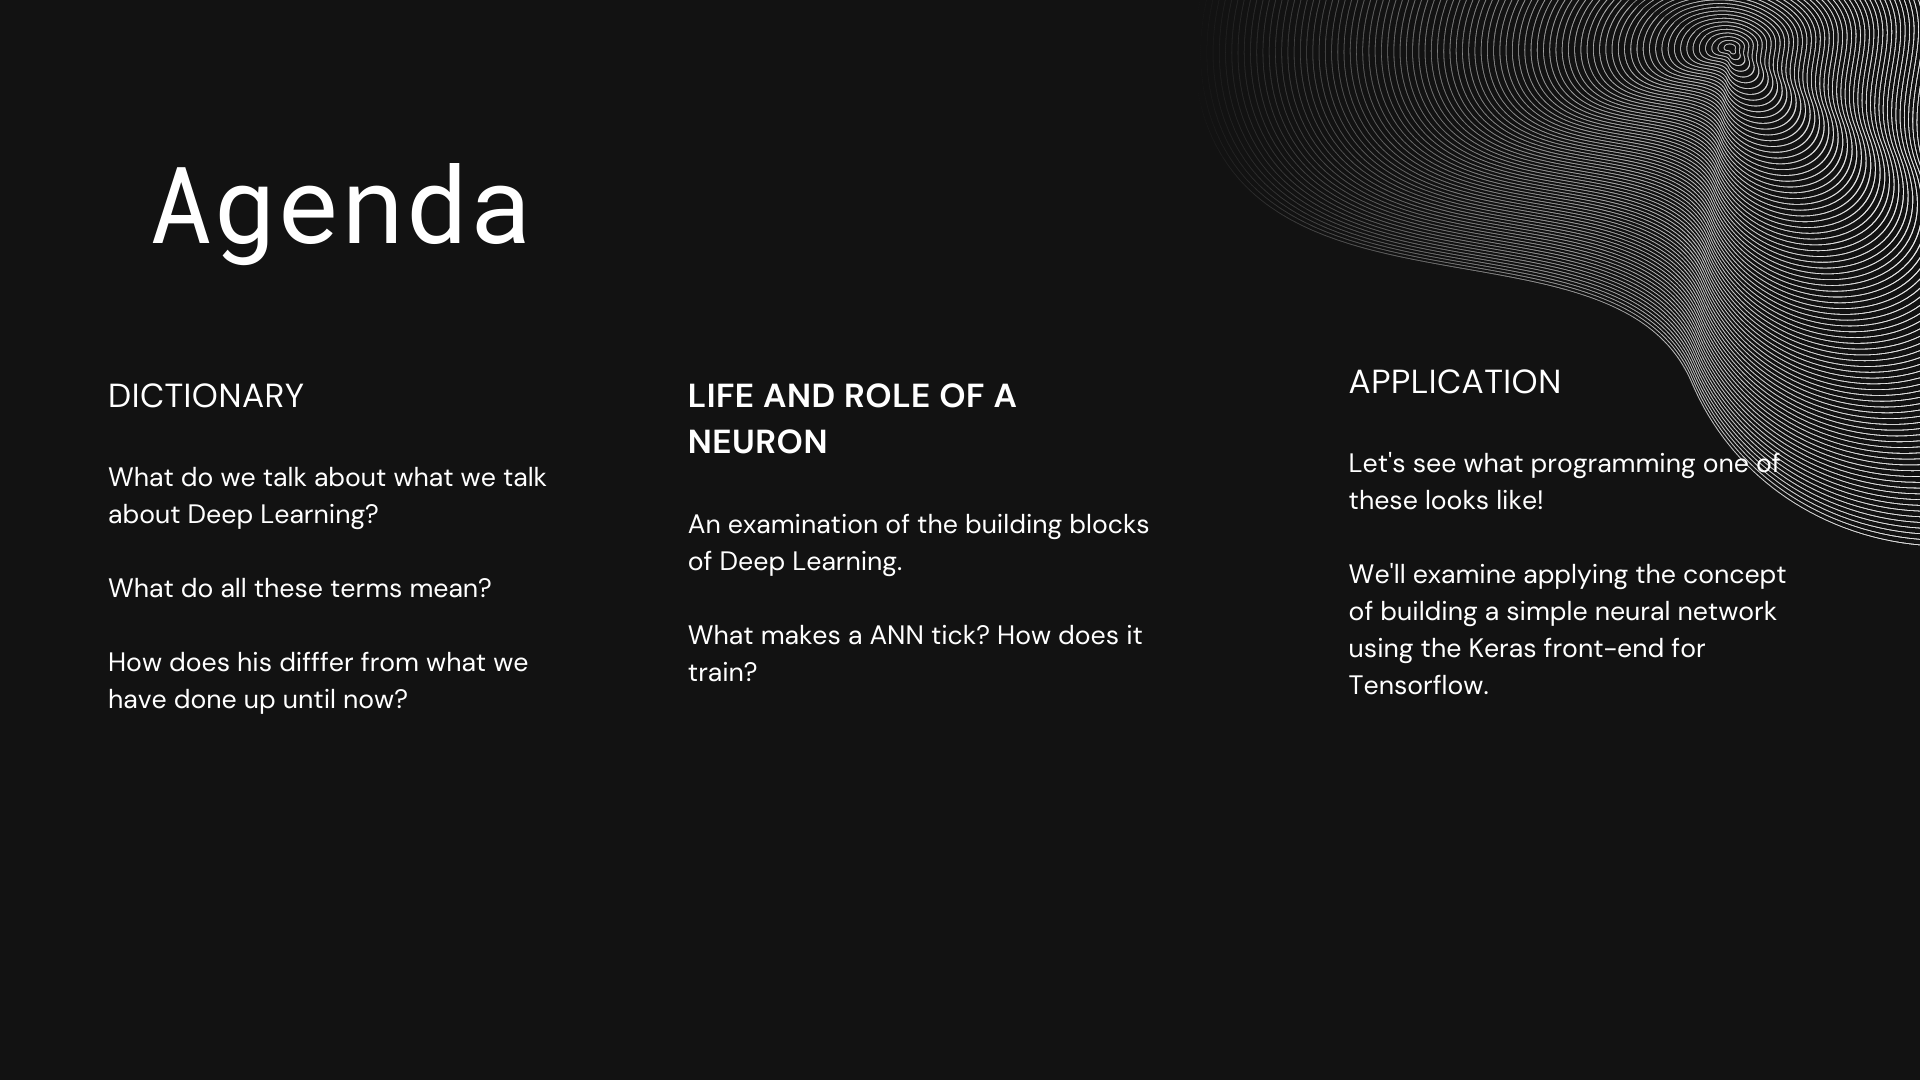 Agenda
DICTIONARY
What do we talk about what we talk
about Deep Learning?
What do all these terms mean?
How does his difffer from what we
have done up until now?
LIFE AND ROLE OF A
NEURON
An examination of the building blocks
of Deep Learning.
What makes a ANN tick? How does it
train?
APPLICATION
Let's see what programming one of
these looks like!
We'll examine applying the concept
of building a simple neural network
using the Keras front-end for
Tensorflow.